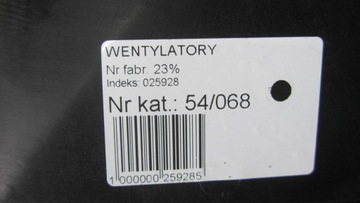 WENTYLATORY
Nr fabr. 23%
Indeks: 025928
Nr kat.: 54/068
1 000000 259285